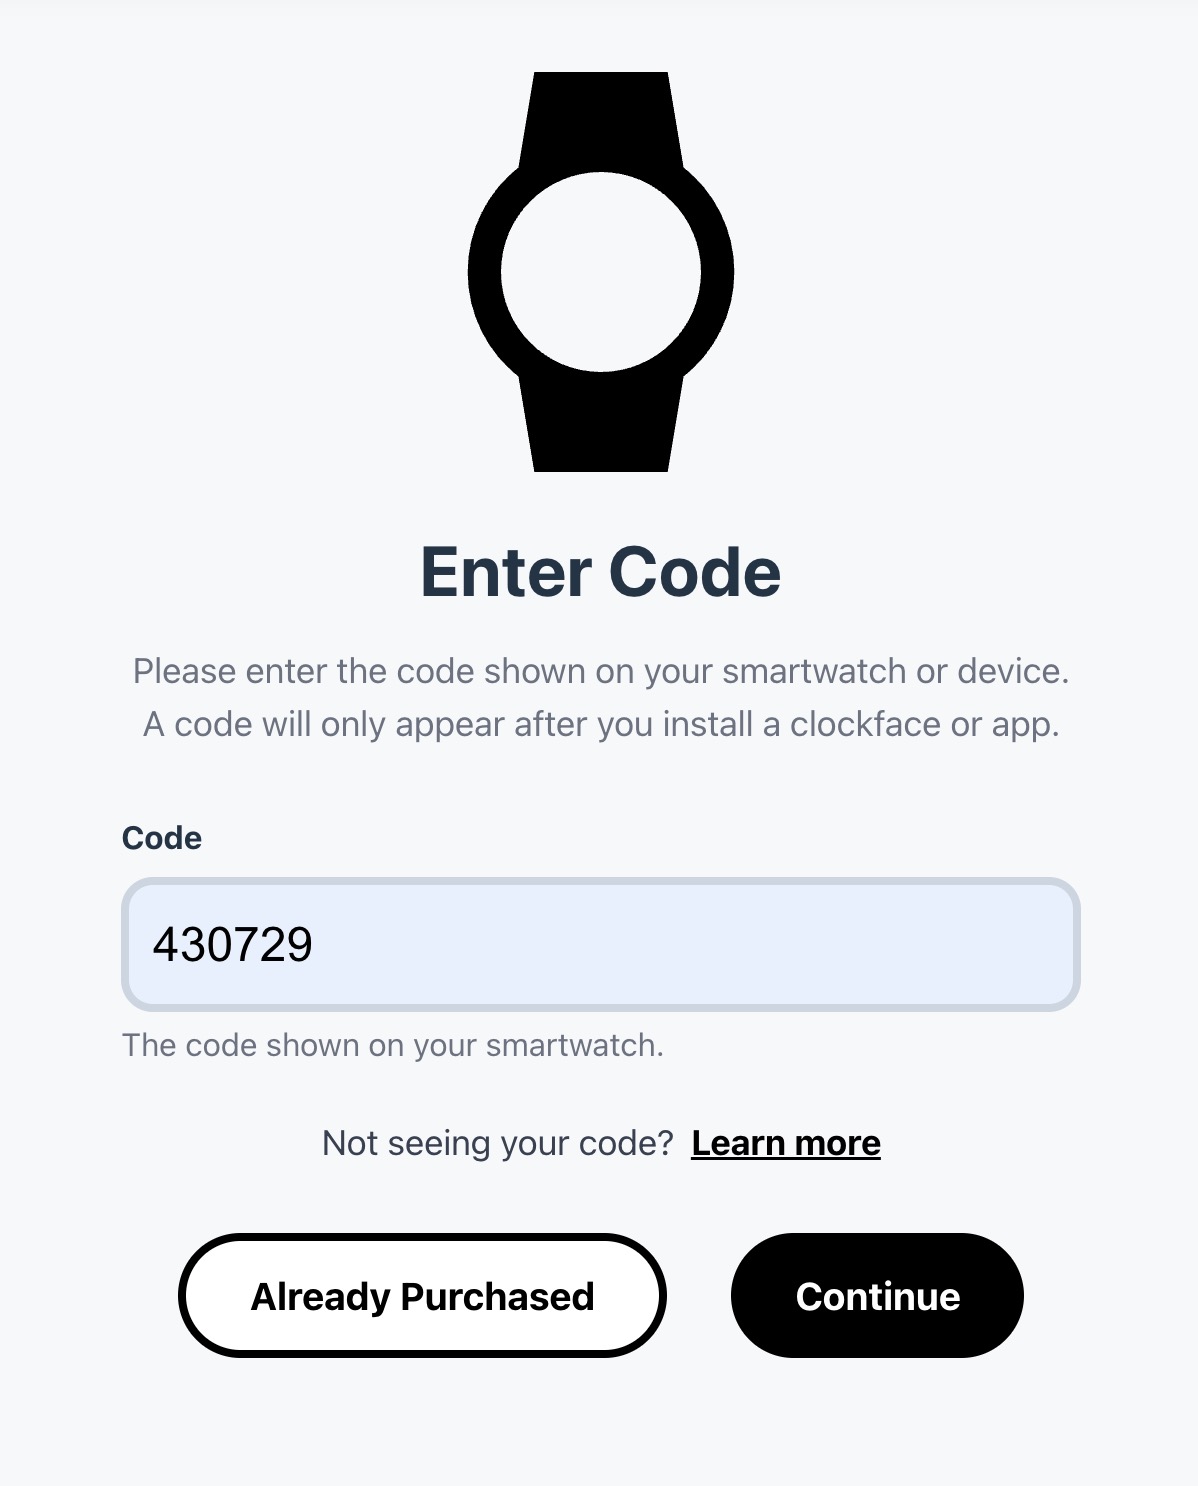 Enter Code
Please enter the code shown on your smartwatch or device.
A code will only appear after you install a clockface or app.
Code
430729
The code shown on your smartwatch.
Not seeing your code? Learn more
Already Purchased
Continue